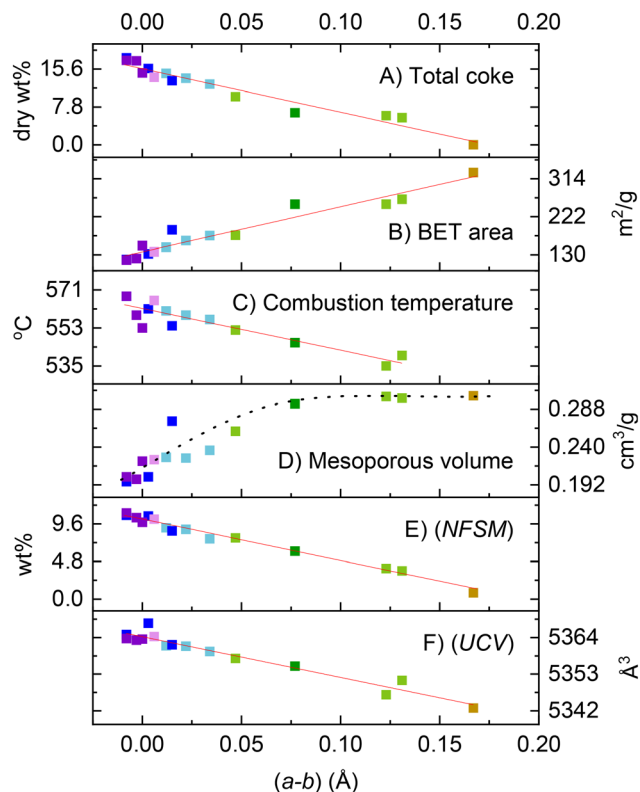 0.00 0.05 0.10 0.15 0.20
A) Total coke
dry wt%
15.6
7.8
0.0
B) BET area
314
222
130
m²/g
C) Combustion temperature
ºC
571
553
535
D) Mesoporous volume
0.288
0.240
0.192
cm³/g
E) (NFSM)
wt%
9.6
4.8
0.0
F) (UCV)
5364
5353
5342
Å³
0.00 0.05 0.10 0.15 0.20
(a-b) (Å)